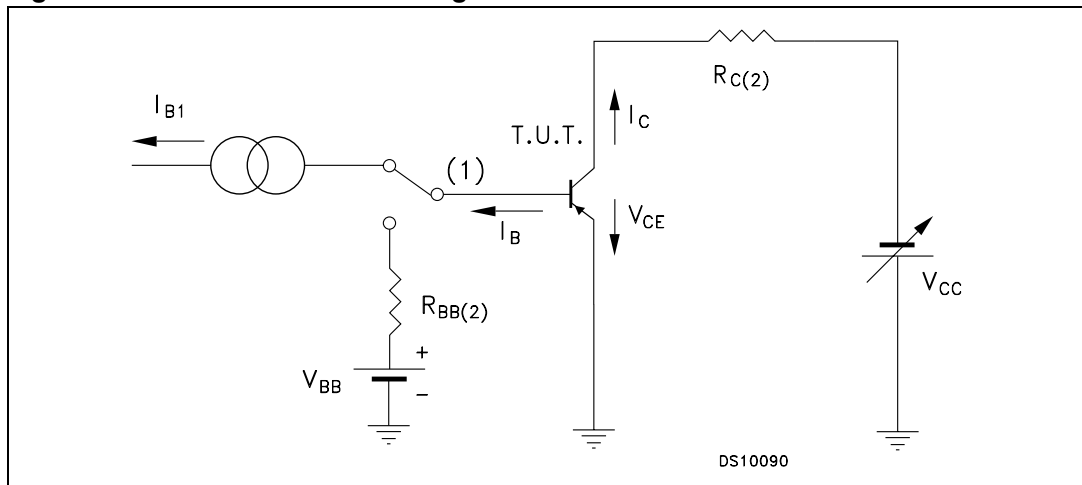 R_C(2)
I_B1
I_C
T.U.T.
(1)
V_CE
I_B
V_CC
R_BB(2)
+
V_BB
-
DS10090